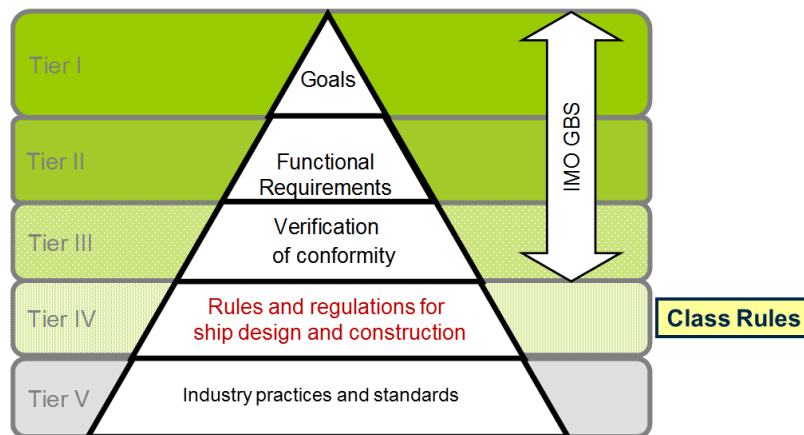 Tier I
Goals
Tier II
Functional
Requirements
IMO GBS
Tier III
Verification
of conformity
Tier IV
Rules and regulations for
ship design and construction
Class Rules
Tier V
Industry practices and standards